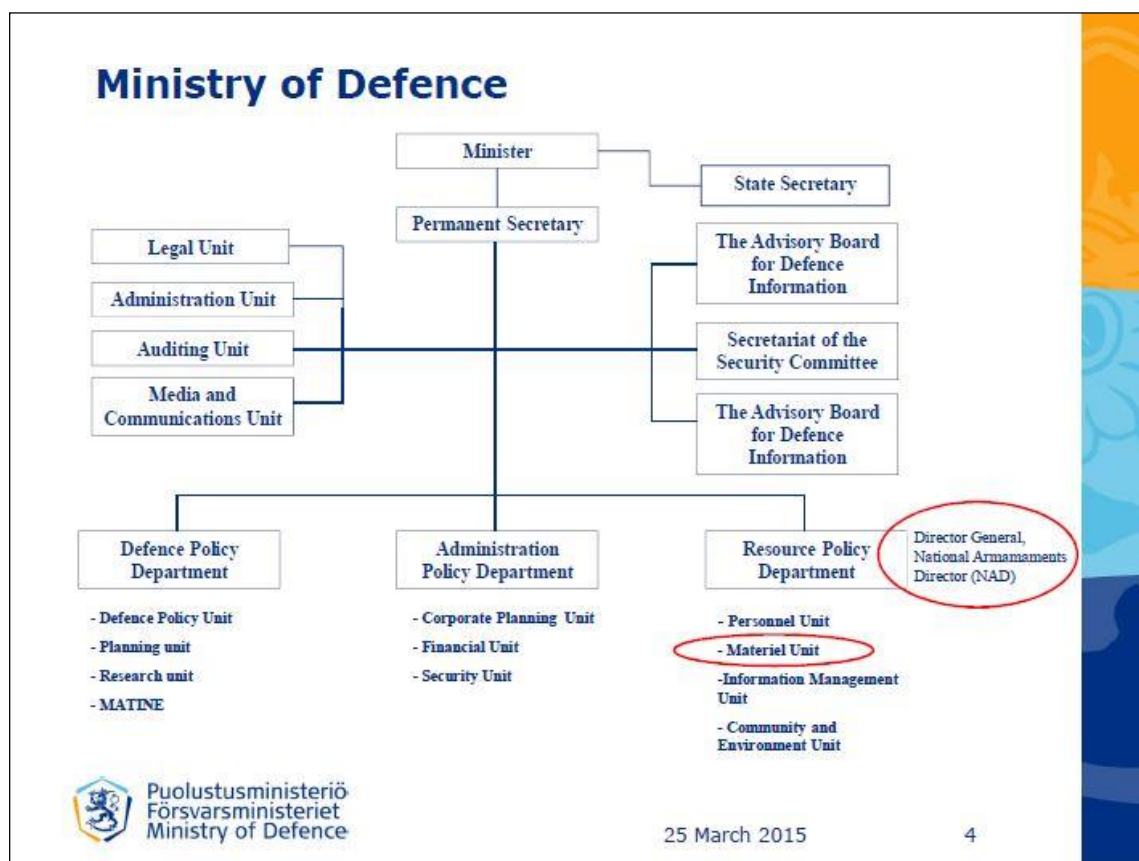 Ministry of Defence
Minister
State Secretary
Permanent Secretary
Legal Unit
Administration Unit
Auditing Unit
Media and
Communications Unit
The Advisory Board
for Defence
Information
Secretariat of the
Security Committee
The Advisory Board
for Defence
Information
Defence Policy
Department
- Defence Policy Unit
- Planning unit
- Research unit
- MATINE
Administration
Policy Department
- Corporate Planning Unit
- Financial Unit
- Security Unit
Resource Policy
Department
Director General,
National Armamaments
Director (NAD)
- Personnel Unit
- Materiel Unit
-Information Management
Unit
- Community and
Environment Unit
Puolustusministeriö
Försvarsministeriet
Ministry of Defence
25 March 2015
4